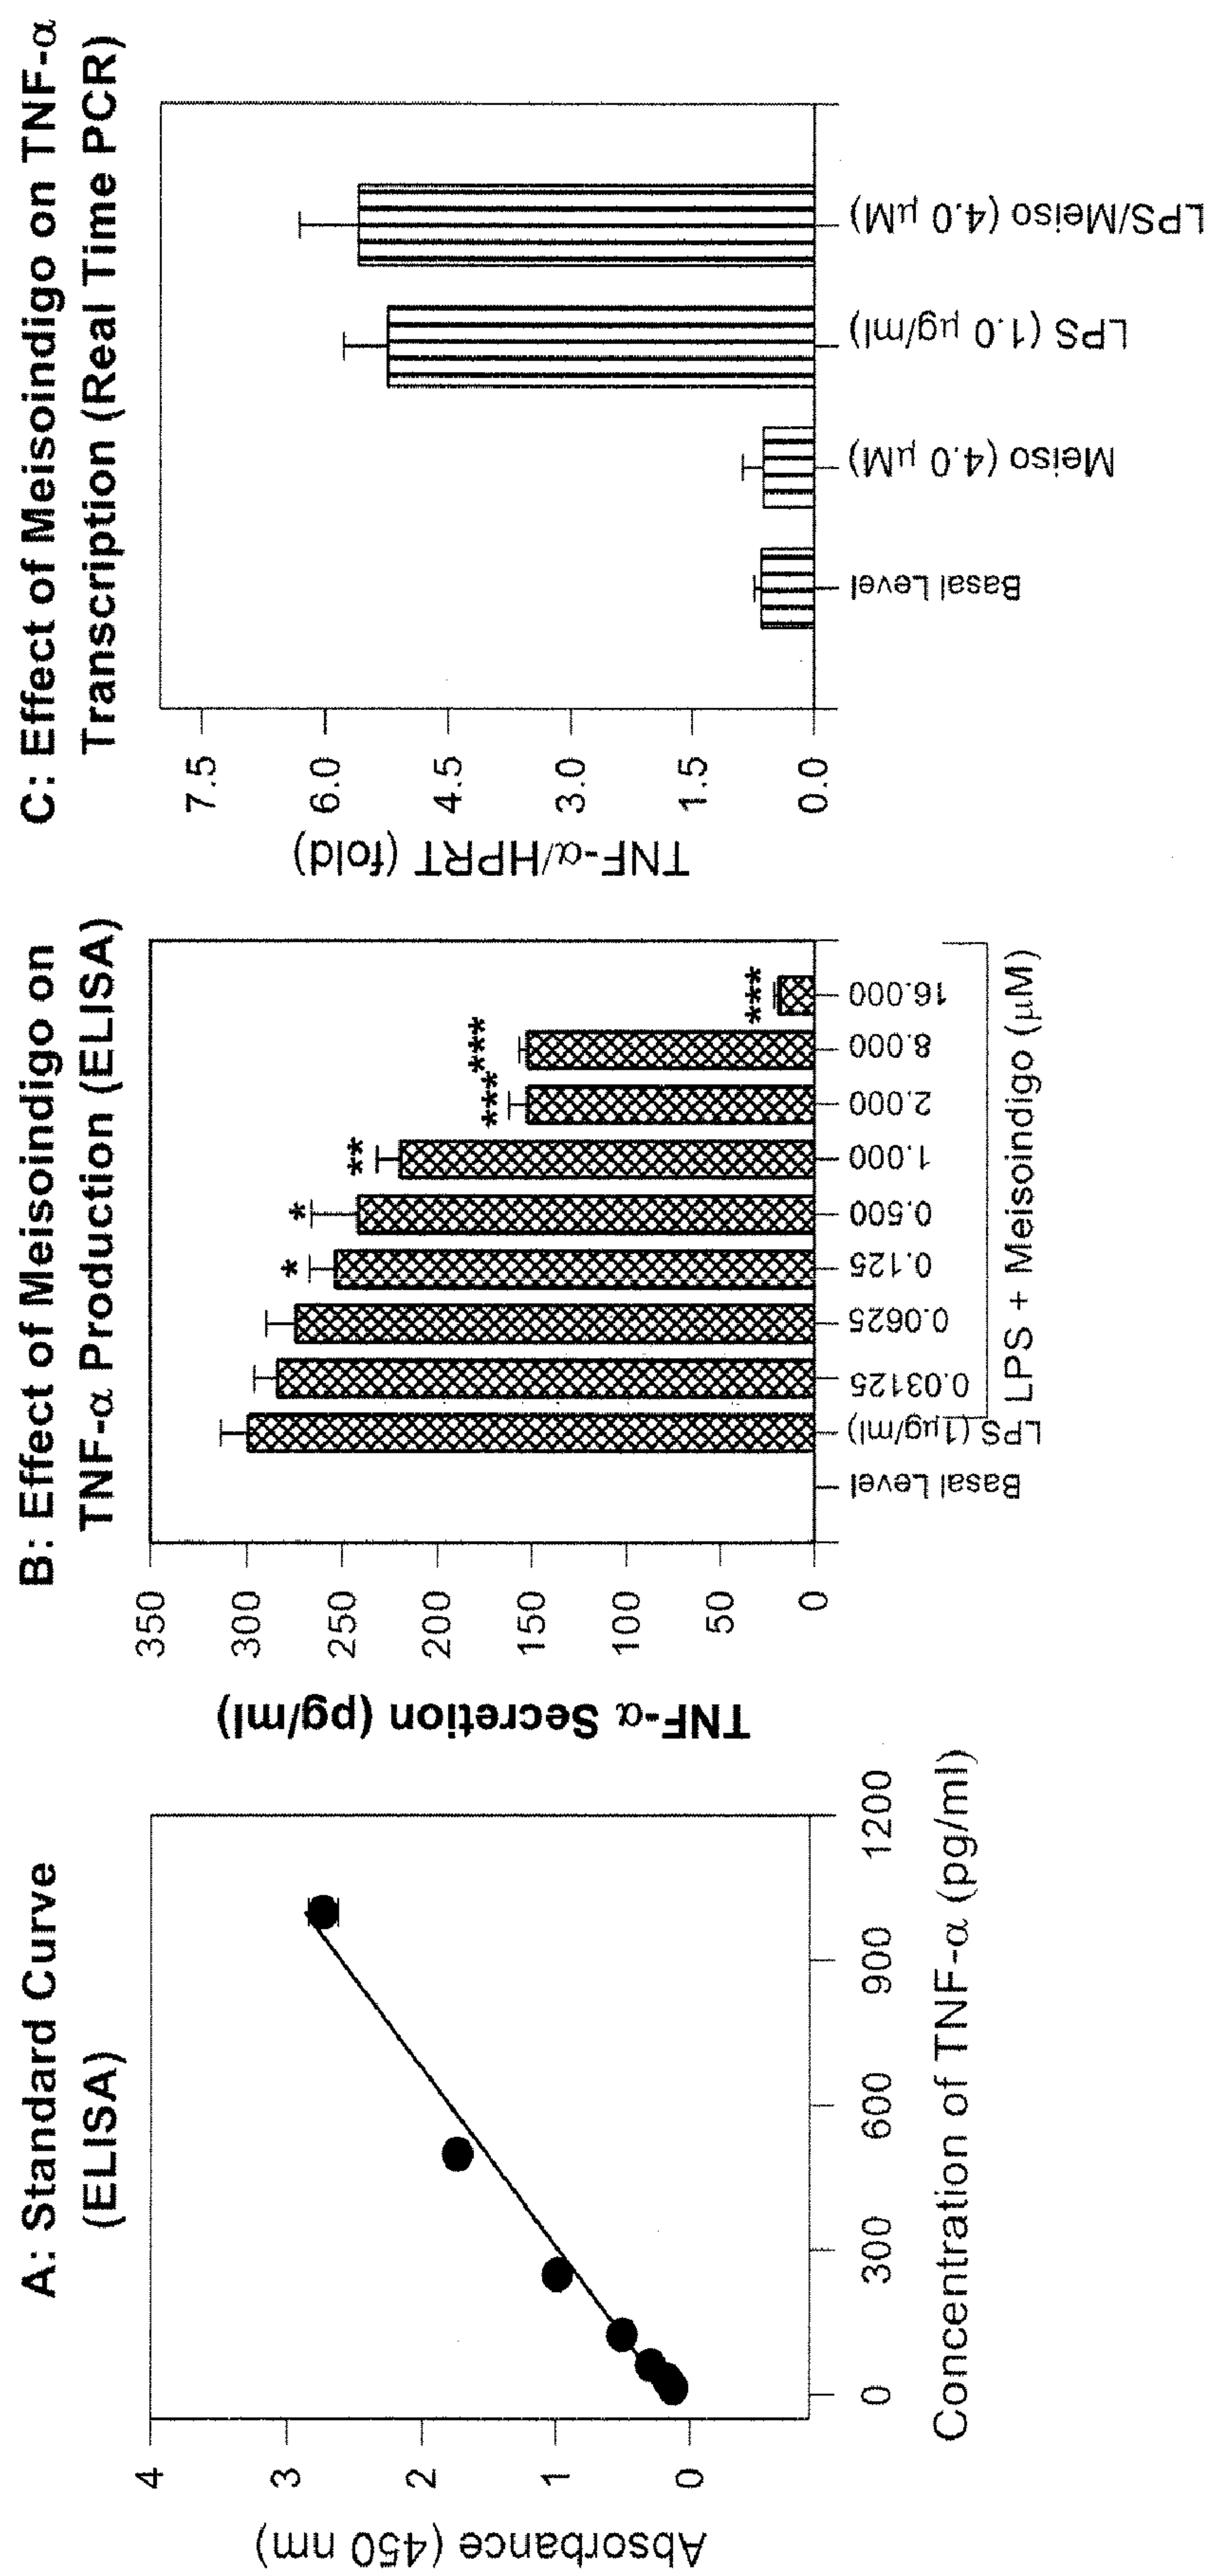 A: Standard Curve
(ELISA)
Absorbance (450 nm)
4
3
2
1
0
0 300 600 900 1200
Concentration of TNF-α (pg/ml)
B: Effect of Meisoindigo on
TNF-α Production (ELISA)
TNF-α Secretion (pg/ml)
350
300
250
200
150
100
50
0
* * ** *** *** ***
Basal Level
LPS (1μg/ml)
0.03125
0.0625
0.125
0.500
1.000
2.000
8.000
16.000
LPS + Meisoindigo (μM)
C: Effect of Meisoindigo on TNF-α
Transcription (Real Time PCR)
TNF-α/HPRT (fold)
7.5
6.0
4.5
3.0
1.5
0.0
Basal Level
Meiso (4.0 μM)
LPS (1.0 μg/ml)
LPS/Meiso (4.0 μM)